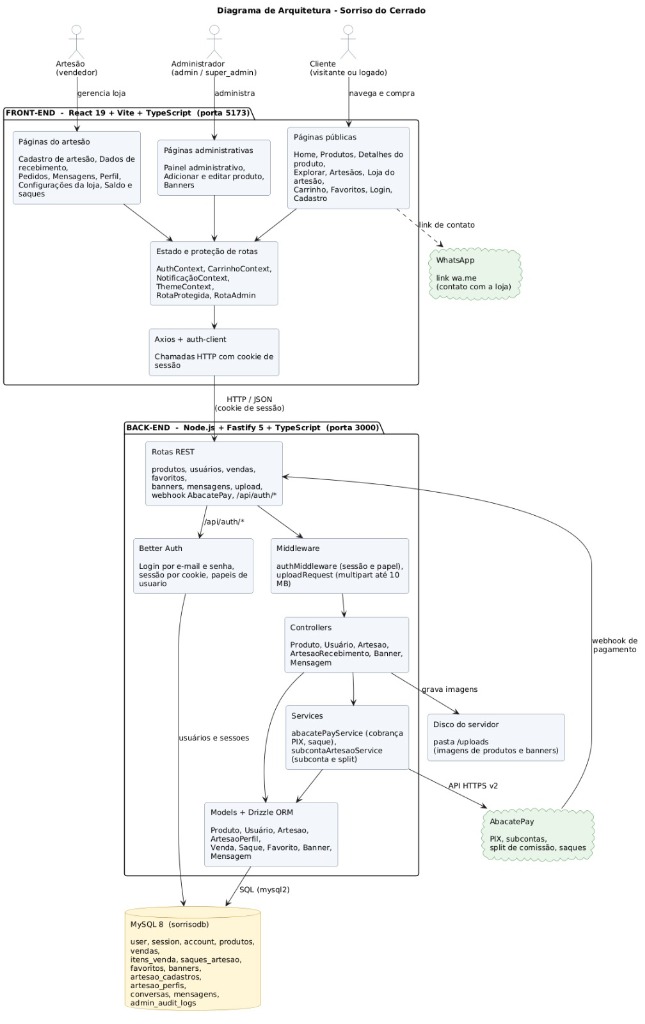 Diagrama de Arquitetura - Sorriso do Cerrado
Artesão
(vendedor)
Administrador
(admin / super_admin)
Cliente
(visitante ou logado)
gerencia loja
administra
navega e compra
FRONT-END - React 19 + Vite + TypeScript (porta 5173)
Páginas do artesão
Cadastro de artesão, Dados de
recebimento,
Pedidos, Mensagens, Perfil,
Configurações da loja, Saldo e
saques
Páginas administrativas
Painel administrativo,
Adicionar e editar produto,
Banners
Páginas públicas
Home, Produtos, Detalhes do
produto,
Explorar, Artesãos, Loja do
artesão,
Carrinho, Favoritos, Login,
Cadastro
link de contato
Estado e proteção de rotas
AuthContext, CarrinhoContext,
NotificaçãoContext,
ThemeContext,
RotaProtegida, RotaAdmin
WhatsApp
link wa.me
(contato com a loja)
Axios + auth-client
Chamadas HTTP com cookie de
sessão
HTTP / JSON
(cookie de sessão)
BACK-END - Node.js + Fastify 5 + TypeScript (porta 3000)
Rotas REST
produtos, usuários, vendas,
favoritos,
banners, mensagens, upload,
webhook AbacatePay, /api/auth/*
/api/auth/*
Better Auth
Login por e-mail e senha,
sessão por cookie, papeis de
usuario
Middleware
authMiddleware (sessão e papel),
uploadRequest (multipart até 10
MB)
Controllers
Produto, Usuário, Artesao,
ArtesaoRecebimento, Banner,
Mensagem
webhook de
pagamento
grava imagens
Services
abacatePayService (cobrança
PIX, saque),
subcontaArtesaoService
(subconta e split)
Disco do servidor
pasta /uploads
(imagens de produtos e banners)
usuários e sessoes
API HTTPS v2
Models + Drizzle ORM
Produto, Usuário, Artesao,
ArtesaoPerfil,
Venda, Saque, Favorito, Banner,
Mensagem
AbacatePay
PIX, subcontas,
split de comissão, saques
SQL (mysql2)
MySQL 8 (sorrisodb)
user, session, account, produtos,
vendas,
itens_venda, saques_artesao,
favoritos, banners,
artesao_cadastros,
artesao_perfis,
conversas, mensagens,
admin_audit_logs